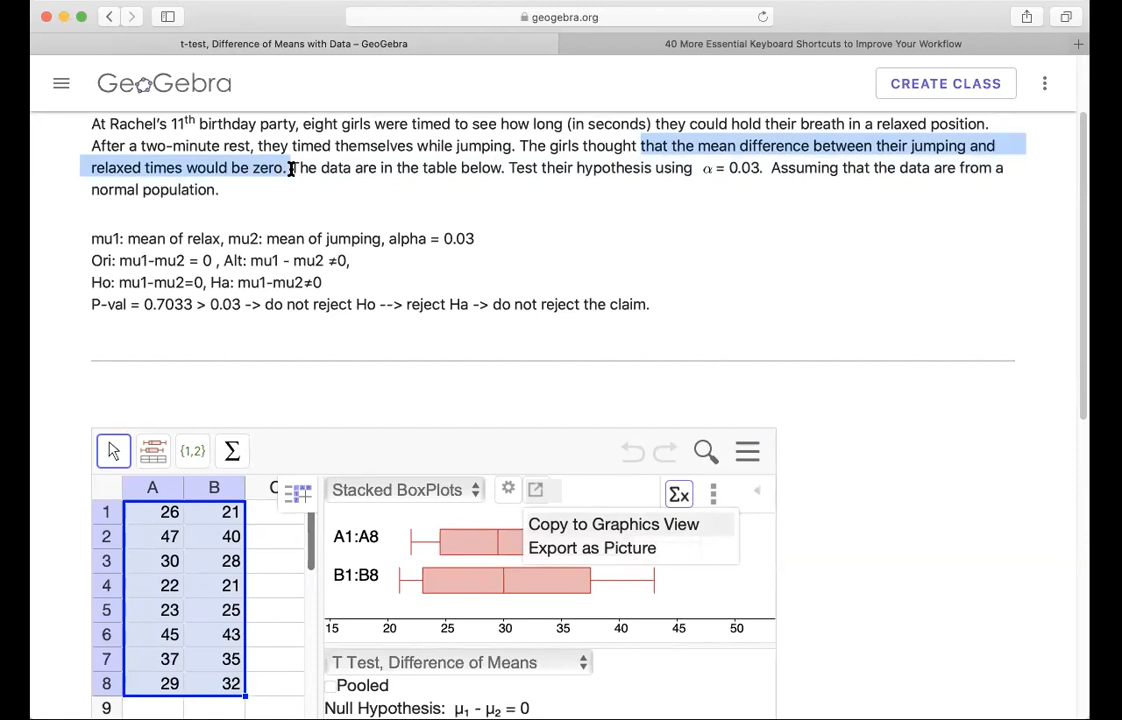 geogebra.org
t-test, Difference of Means with Data – GeoGebra
40 More Essential Keyboard Shortcuts to Improve Your Workflow
GeoGebra
CREATE CLASS
At Rachel's 11th birthday party, eight girls were timed to see how long (in seconds) they could hold their breath in a relaxed position.
After a two-minute rest, they timed themselves while jumping. The girls thought that the mean difference between their jumping and
relaxed times would be zero. The data are in the table below. Test their hypothesis using α = 0.03. Assuming that the data are from a
normal population.
mu1: mean of relax, mu2: mean of jumping, alpha = 0.03
Ori: mu1-mu2 = 0 , Alt: mu1 - mu2 ≠0,
Ho: mu1-mu2=0, Ha: mu1-mu2≠0
P-val = 0.7033 > 0.03 -> do not reject Ho --> reject Ha -> do not reject the claim.
{1,2} Σ
A B C
Stacked BoxPlots
Σx
1 26 21
2 47 40
3 30 28
4 22 21
5 23 25
6 45 43
7 37 35
8 29 32
9
Copy to Graphics View
Export as Picture
A1:A8
B1:B8
15 20 25 30 35 40 45 50
T Test, Difference of Means
Pooled
Null Hypothesis: μ₁ - μ₂ = 0